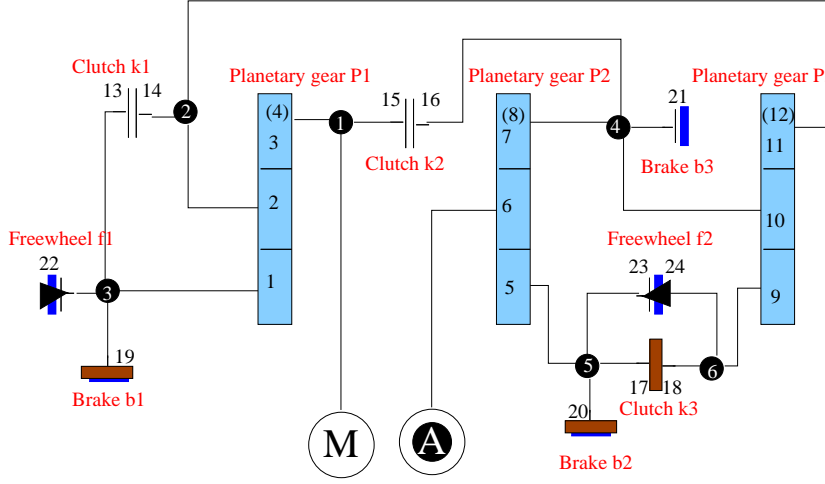 Clutch k1
Planetary gear P1
Planetary gear P2
Planetary gear P
13 14
15 16
21
2
(4)
(8)
(12)
1
4
3
7
11
Brake b3
Clutch k2
2
6
10
Freewheel f1
Freewheel f2
22
23 24
3
1
5
9
19
5
6
17 18
Brake b1
20
Clutch k3
M
A
Brake b2